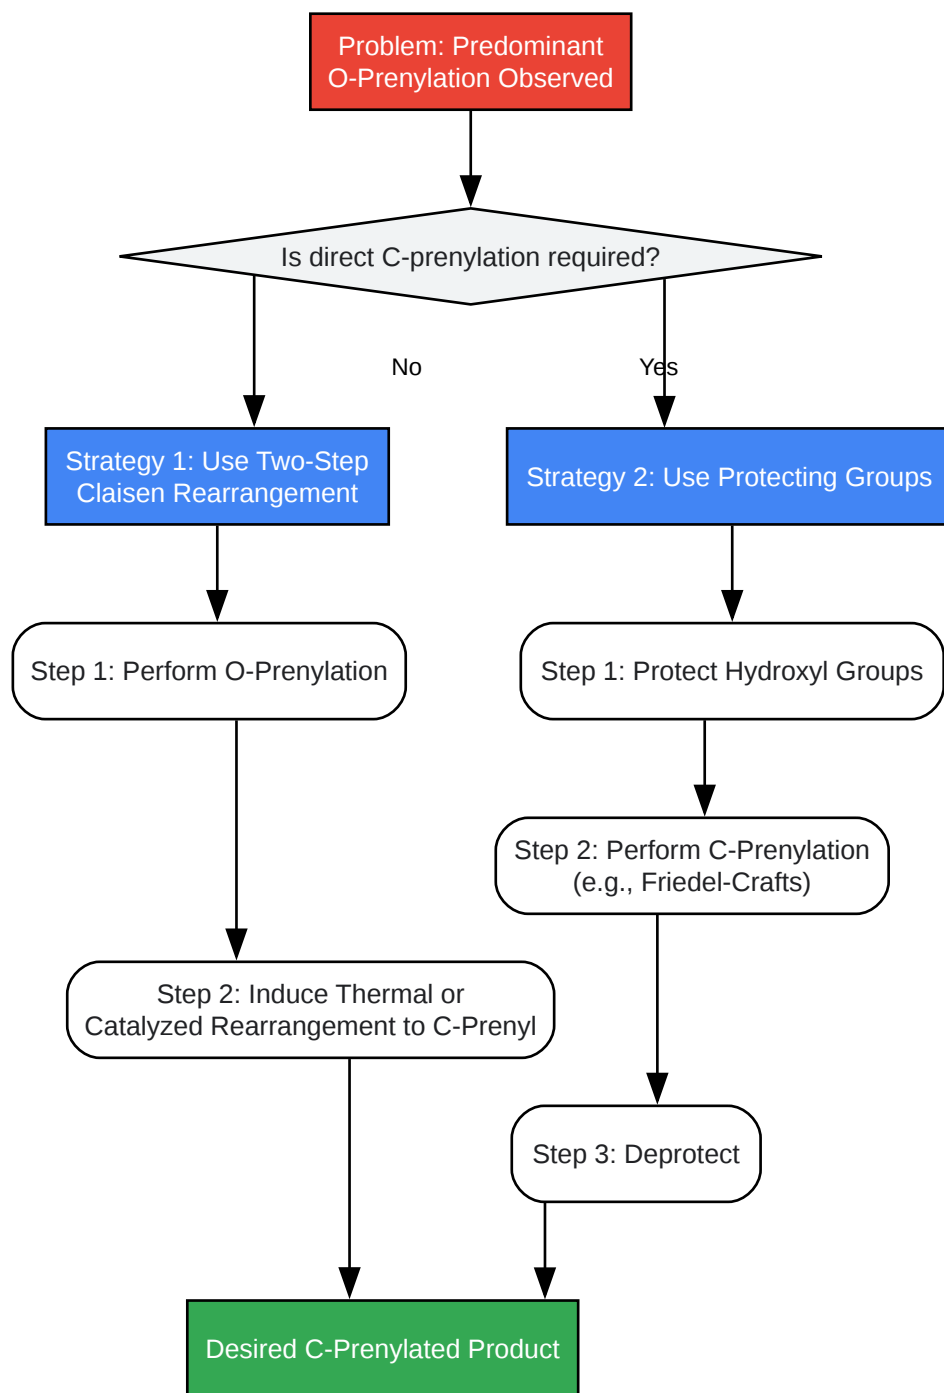 Problem: Predominant
O-Prenylation Observed
Is direct C-prenylation required?
No
Yes
Strategy 1: Use Two-Step
Claisen Rearrangement
Strategy 2: Use Protecting Groups
Step 1: Perform O-Prenylation
Step 1: Protect Hydroxyl Groups
Step 2: Perform C-Prenylation
(e.g., Friedel-Crafts)
Step 2: Induce Thermal or
Catalyzed Rearrangement to C-Prenyl
Step 3: Deprotect
Desired C-Prenylated Product